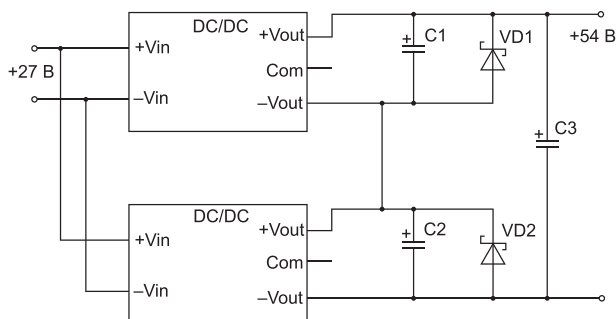 DC/DC
+Vout
C1
VD1
+54 В
+Vin
+27 В
Com
–Vin
–Vout
C3
DC/DC
+Vout
C2
VD2
+Vin
Com
–Vin
–Vout